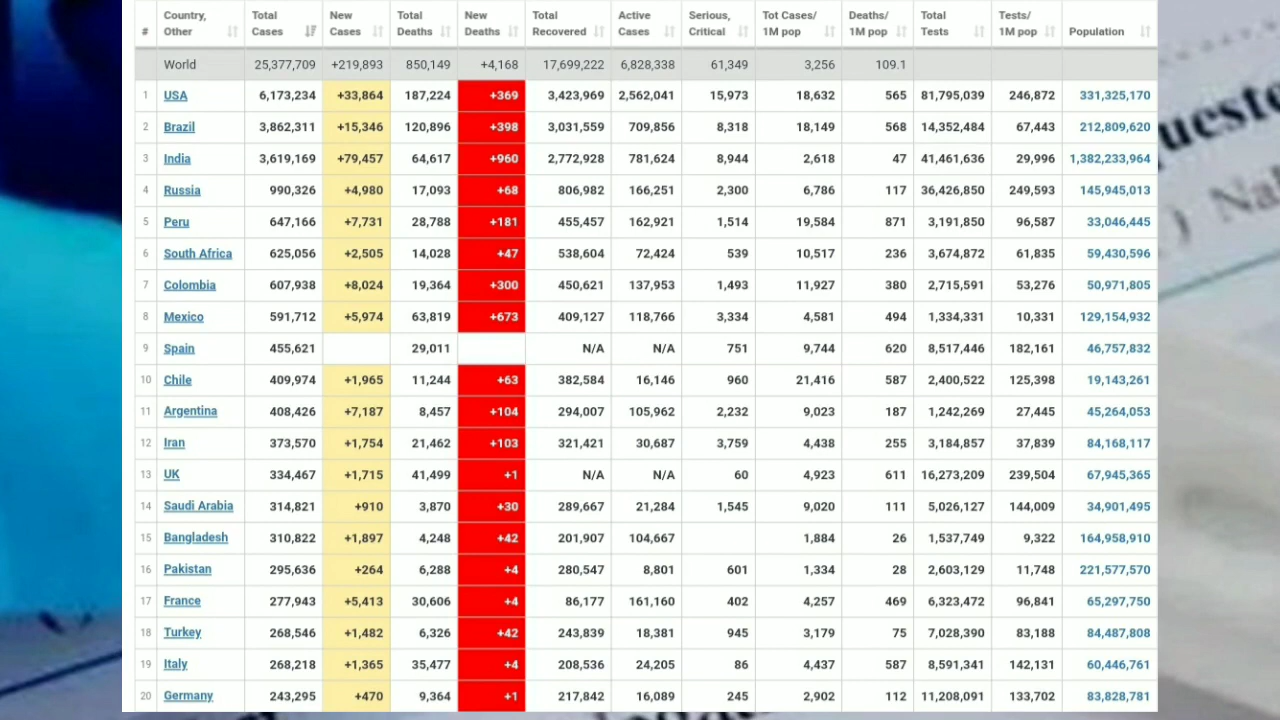 # Country, Other Total Cases New Cases Total Deaths New Deaths Total Recovered Active Cases Serious, Critical Tot Cases/ 1M pop Deaths/ 1M pop Total Tests Tests/ 1M pop Population
World 25,377,709 +219,893 850,149 +4,168 17,699,222 6,828,338 61,349 3,256 109.1
1 USA 6,173,234 +33,864 187,224 +369 3,423,969 2,562,041 15,973 18,632 565 81,795,039 246,872 331,325,170
2 Brazil 3,862,311 +15,346 120,896 +398 3,031,559 709,856 8,318 18,149 568 14,352,484 67,443 212,809,620
3 India 3,619,169 +79,457 64,617 +960 2,772,928 781,624 8,944 2,618 47 41,461,636 29,996 1,382,233,964
4 Russia 990,326 +4,980 17,093 +68 806,982 166,251 2,300 6,786 117 36,426,850 249,593 145,945,013
5 Peru 647,166 +7,731 28,788 +181 455,457 162,921 1,514 19,584 871 3,191,850 96,587 33,046,445
6 South Africa 625,056 +2,505 14,028 +47 538,604 72,424 539 10,517 236 3,674,872 61,835 59,430,596
7 Colombia 607,938 +8,024 19,364 +300 450,621 137,953 1,493 11,927 380 2,715,591 53,276 50,971,805
8 Mexico 591,712 +5,974 63,819 +673 409,127 118,766 3,334 4,581 494 1,334,331 10,331 129,154,932
9 Spain 455,621 29,011 N/A N/A 751 9,744 620 8,517,446 182,161 46,757,832
10 Chile 409,974 +1,965 11,244 +63 382,584 16,146 960 21,416 587 2,400,522 125,398 19,143,261
11 Argentina 408,426 +7,187 8,457 +104 294,007 105,962 2,232 9,023 187 1,242,269 27,445 45,264,053
12 Iran 373,570 +1,754 21,462 +103 321,421 30,687 3,759 4,438 255 3,184,857 37,839 84,168,117
13 UK 334,467 +1,715 41,499 +1 N/A N/A 60 4,923 611 16,273,209 239,504 67,945,365
14 Saudi Arabia 314,821 +910 3,870 +30 289,667 21,284 1,545 9,020 111 5,026,127 144,009 34,901,495
15 Bangladesh 310,822 +1,897 4,248 +42 201,907 104,667 1,884 26 1,537,749 9,322 164,958,910
16 Pakistan 295,636 +264 6,288 +4 280,547 8,801 601 1,334 28 2,603,129 11,748 221,577,570
17 France 277,943 +5,413 30,606 +4 86,177 161,160 402 4,257 469 6,323,472 96,841 65,297,750
18 Turkey 268,546 +1,482 6,326 +42 243,839 18,381 945 3,179 75 7,028,390 83,188 84,487,808
19 Italy 268,218 +1,365 35,477 +4 208,536 24,205 86 4,437 587 8,591,341 142,131 60,446,761
20 Germany 243,295 +470 9,364 +1 217,842 16,089 245 2,902 112 11,208,091 133,702 83,828,781